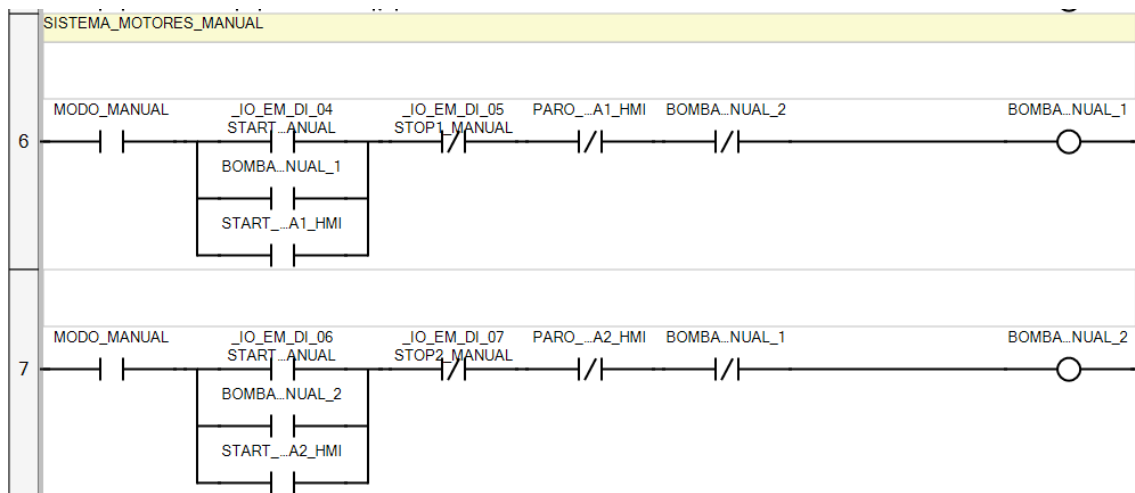 SISTEMA_MOTORES_MANUAL
MODO_MANUAL _IO_EM_DI_04 _IO_EM_DI_05 PARO_...A1_HMI BOMBA...NUAL_2 BOMBA...NUAL_1
START...ANUAL STOP1_MANUAL
6
BOMBA...NUAL_1
START_...A1_HMI
MODO_MANUAL _IO_EM_DI_06 _IO_EM_DI_07 PARO_...A2_HMI BOMBA...NUAL_1 BOMBA...NUAL_2
START...ANUAL STOP2_MANUAL
7
BOMBA...NUAL_2
START_...A2_HMI